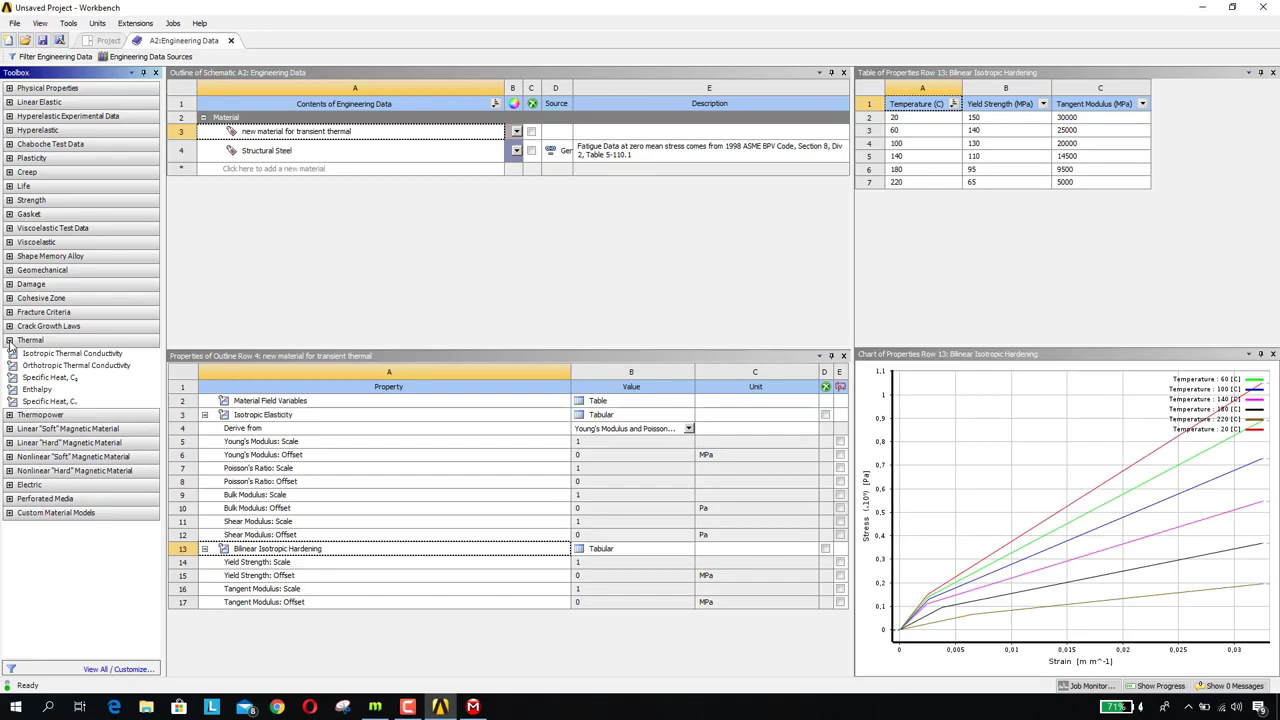 Unsaved Project - Workbench
File View Tools Units Extensions Jobs Help
Project A2:Engineering Data
Filter Engineering Data Engineering Data Sources
Toolbox
Physical Properties
Linear Elastic
Hyperelastic Experimental Data
Hyperelastic
Chaboche Test Data
Plasticity
Creep
Life
Strength
Gasket
Viscoelastic Test Data
Viscoelastic
Shape Memory Alloy
Geomechanical
Damage
Cohesive Zone
Fracture Criteria
Crack Growth Laws
Thermal
Isotropic Thermal Conductivity
Orthotropic Thermal Conductivity
Specific Heat, Cₚ
Enthalpy
Specific Heat, Cᵥ
Thermopower
Linear "Soft" Magnetic Material
Linear "Hard" Magnetic Material
Nonlinear "Soft" Magnetic Material
Nonlinear "Hard" Magnetic Material
Electric
Perforated Media
Custom Material Models
View All / Customize...
Outline of Schematic A2: Engineering Data
A B C D E
1 Contents of Engineering Data Source Description
2 Material
3 new material for transient thermal
4 Structural Steel Ger Fatigue Data at zero mean stress comes from 1998 ASME BPV Code, Section 8, Div
2, Table 5-110.1
* Click here to add a new material
Table of Properties Row 13: Bilinear Isotropic Hardening
A B C
1 Temperature (C) Yield Strength (MPa) Tangent Modulus (MPa)
2 20 150 30000
3 60 140 25000
4 100 130 20000
5 140 110 14500
6 180 95 9500
7 220 65 5000
Properties of Outline Row 4: new material for transient thermal
A B C D E
1 Property Value Unit
2 Material Field Variables Table
3 Isotropic Elasticity Tabular
4 Derive from Young's Modulus and Poisson...
5 Young's Modulus: Scale 1
6 Young's Modulus: Offset 0 MPa
7 Poisson's Ratio: Scale 1
8 Poisson's Ratio: Offset 0
9 Bulk Modulus: Scale 1
10 Bulk Modulus: Offset 0 Pa
11 Shear Modulus: Scale 1
12 Shear Modulus: Offset 0 Pa
13 Bilinear Isotropic Hardening Tabular
14 Yield Strength: Scale 1
15 Yield Strength: Offset 0 MPa
16 Tangent Modulus: Scale 1
17 Tangent Modulus: Offset 0 MPa
Chart of Properties Row 13: Bilinear Isotropic Hardening
Temperature : 60 [C]
Temperature : 100 [C]
Temperature : 140 [C]
Temperature : 180 [C]
Temperature : 220 [C]
Temperature : 20 [C]
1,1
1
0,9
0,8
0,7
0,6
0,5
0,4
0,3
0,2
0,1
0
Stress (.10⁹) [Pa]
0 0,005 0,01 0,015 0,02 0,025 0,03
Strain [m m^-1]
Ready
Job Monitor... Show Progress Show 0 Messages
71%